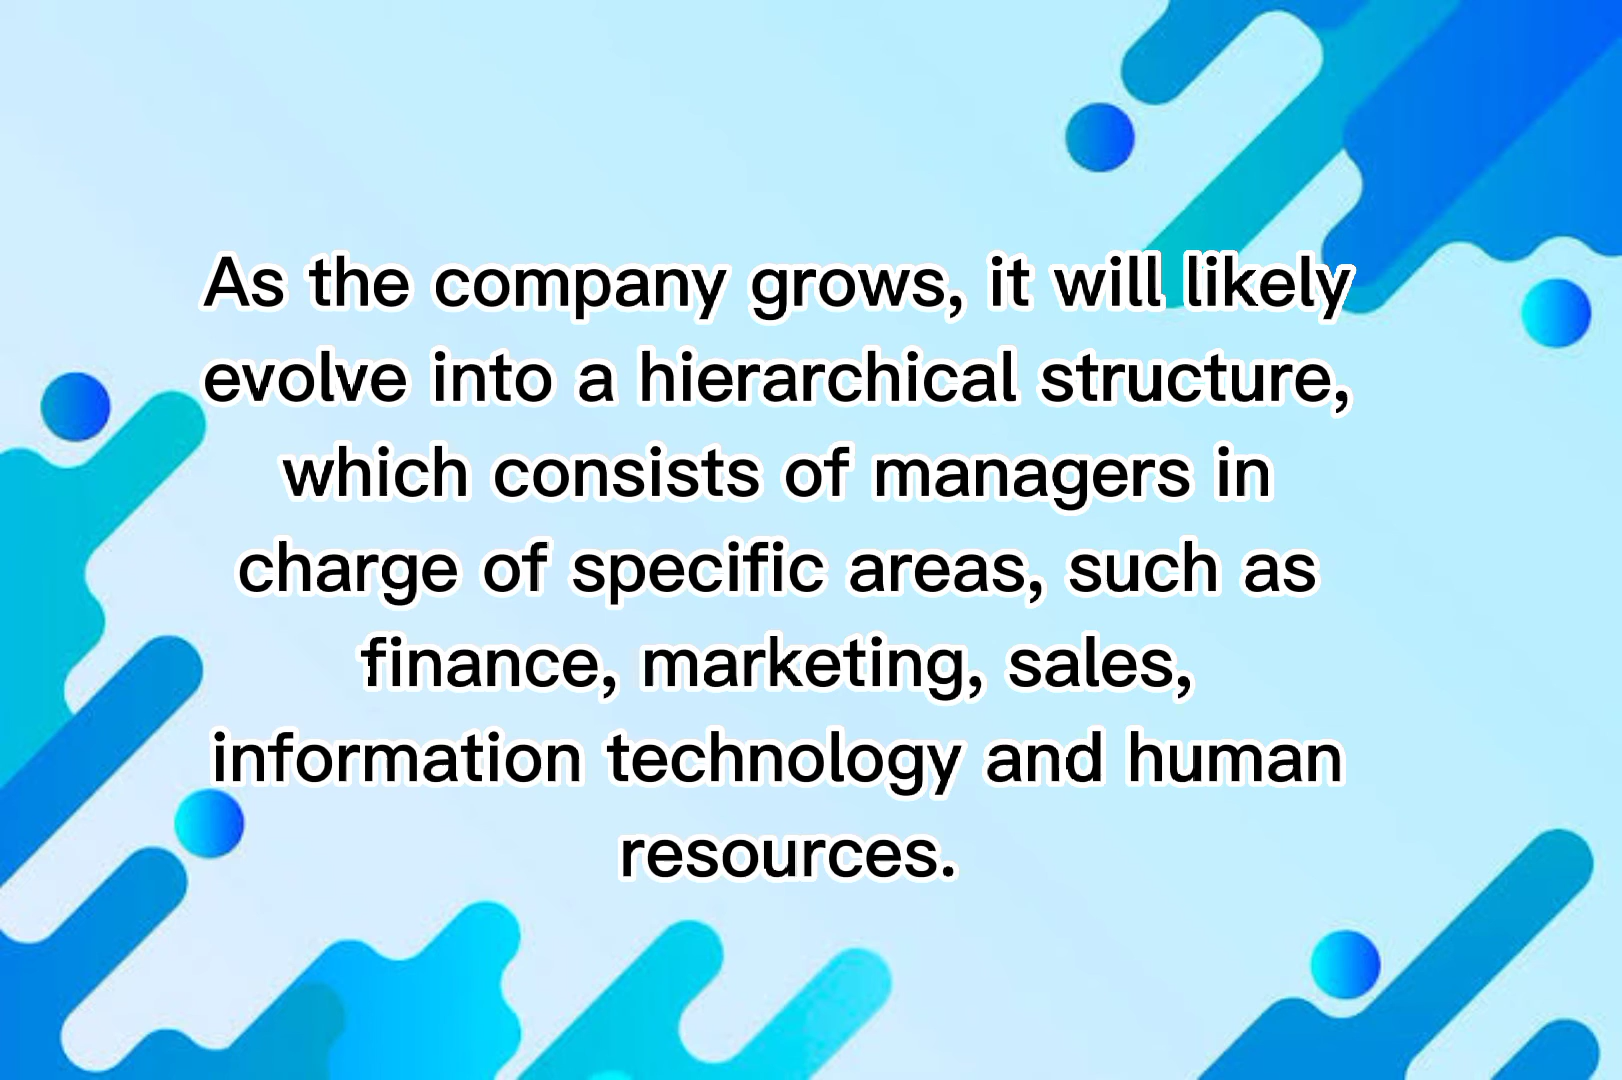 As the company grows, it will likely
evolve into a hierarchical structure,
which consists of managers in
charge of specific areas, such as
finance, marketing, sales,
information technology and human
resources.